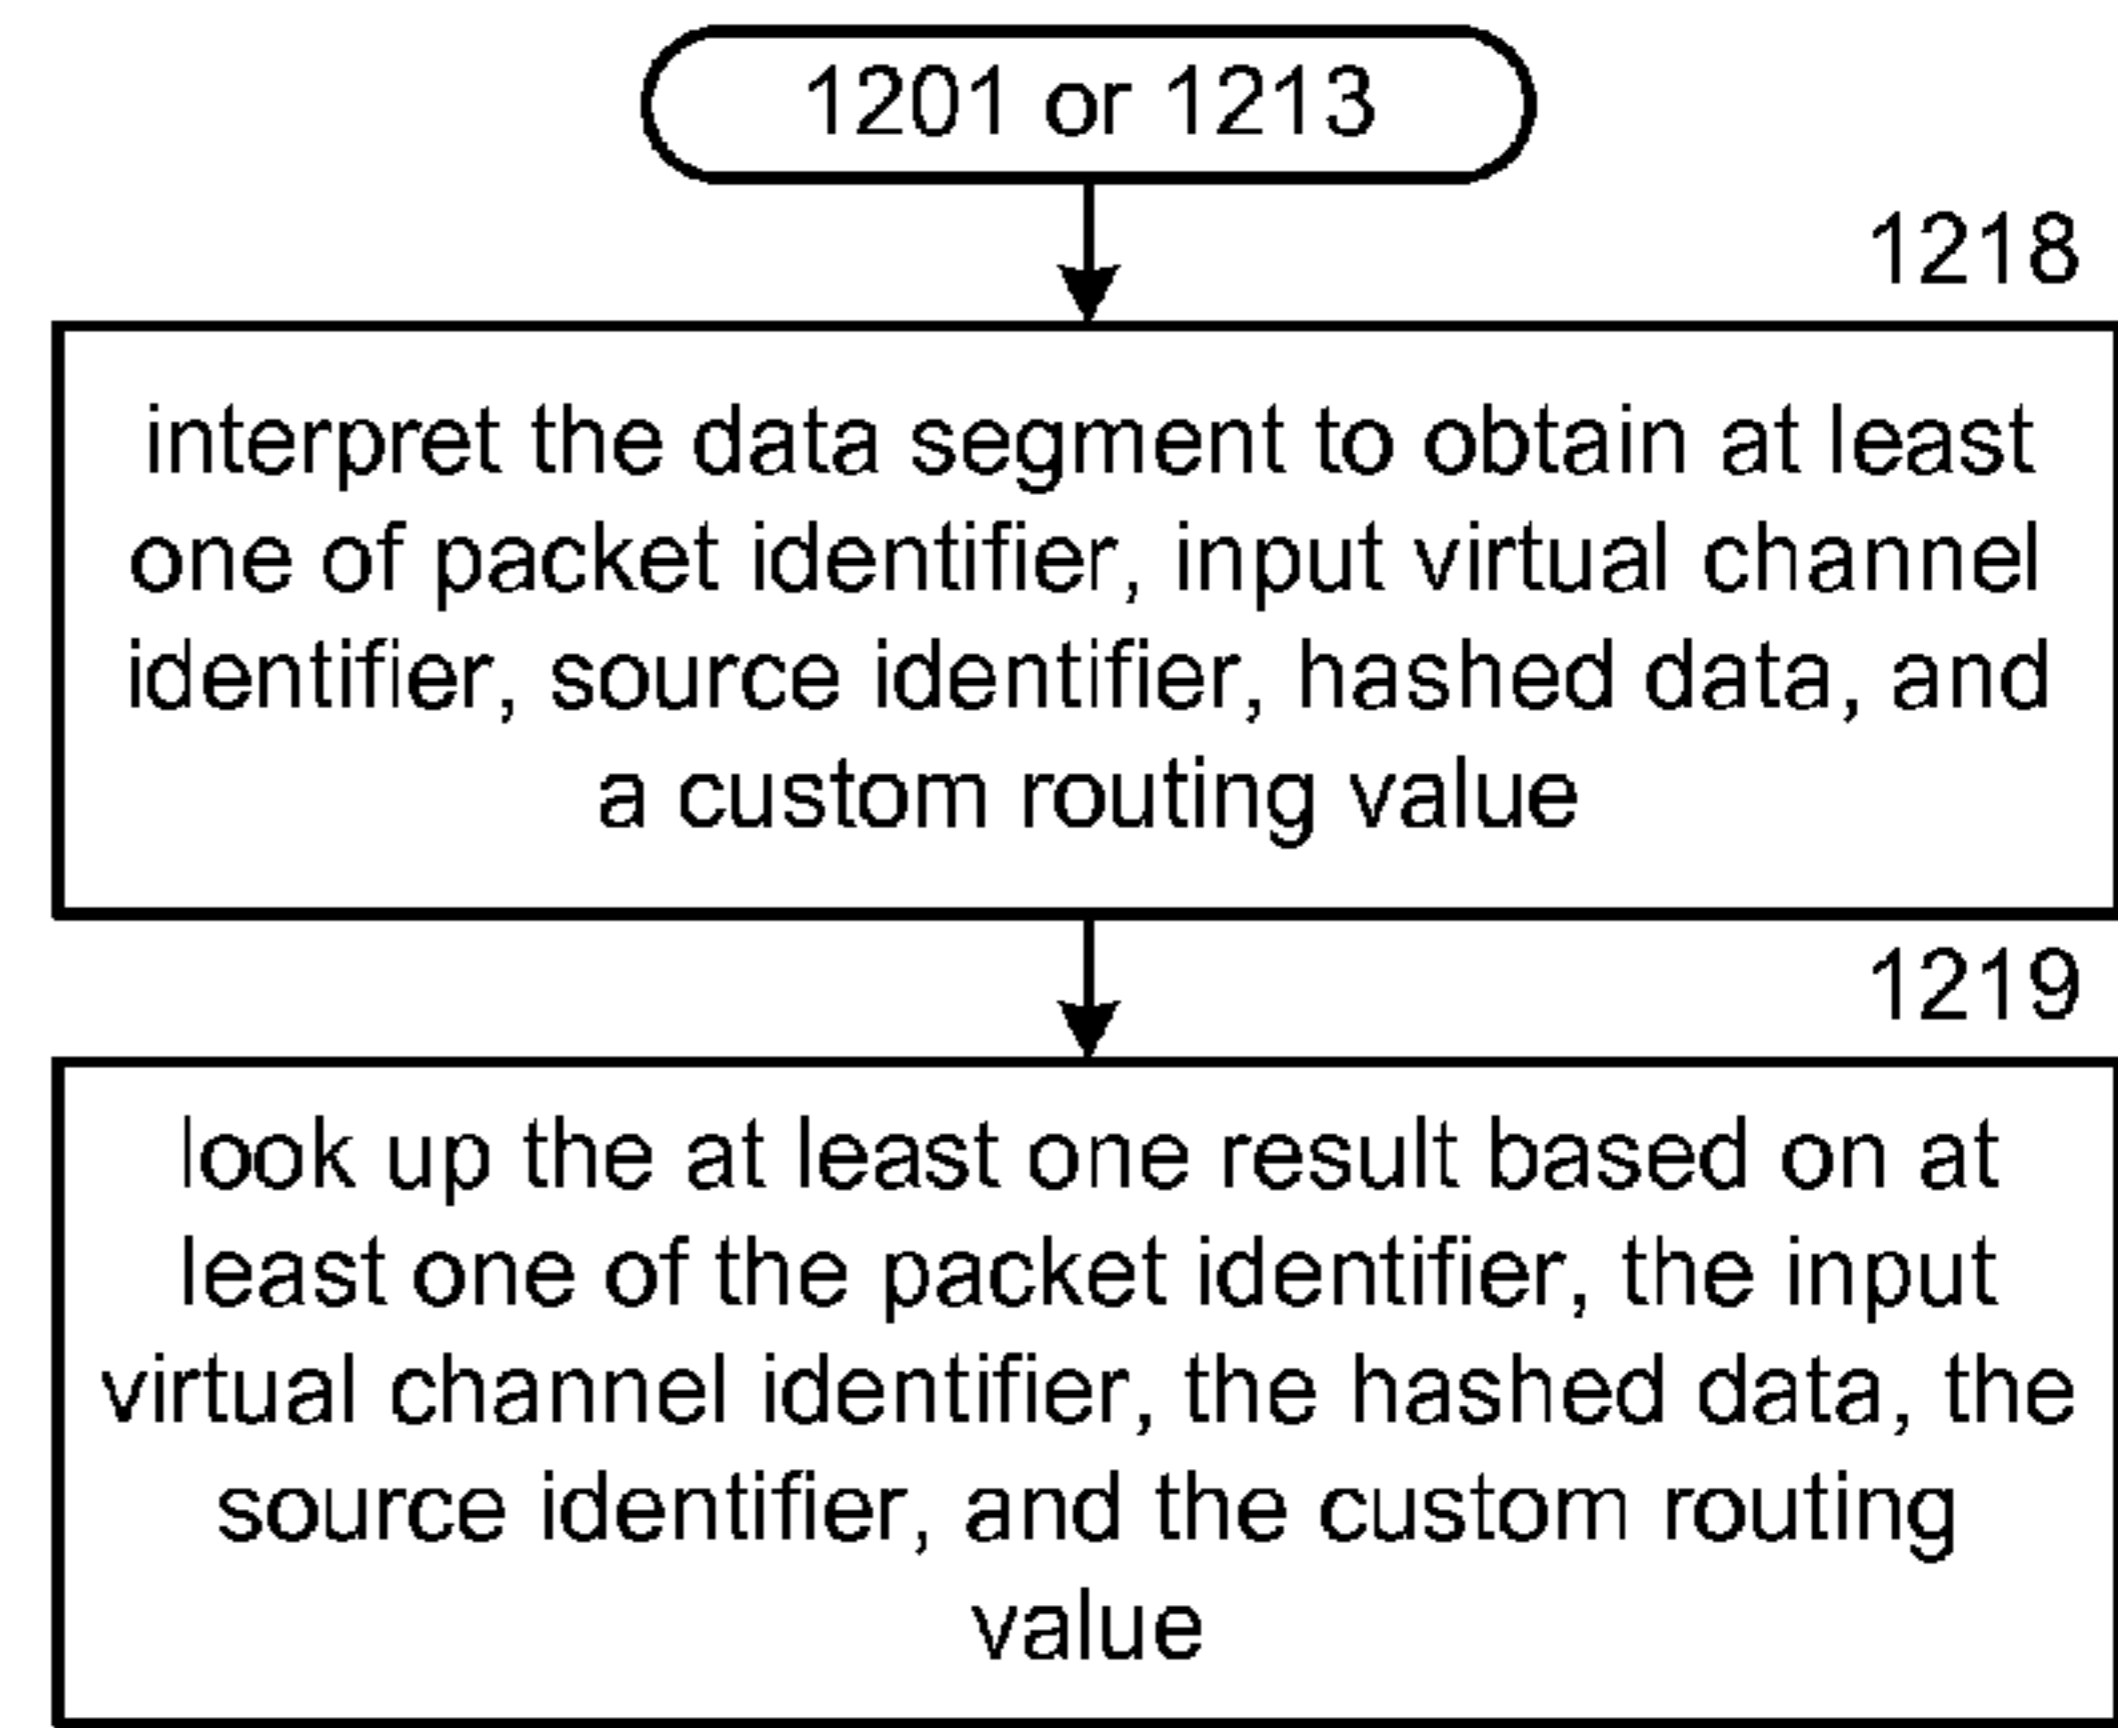 1201 or 1213
1218
interpret the data segment to obtain at least
one of packet identifier, input virtual channel
identifier, source identifier, hashed data, and
a custom routing value
1219
look up the at least one result based on at
least one of the packet identifier, the input
virtual channel identifier, the hashed data, the
source identifier, and the custom routing
value